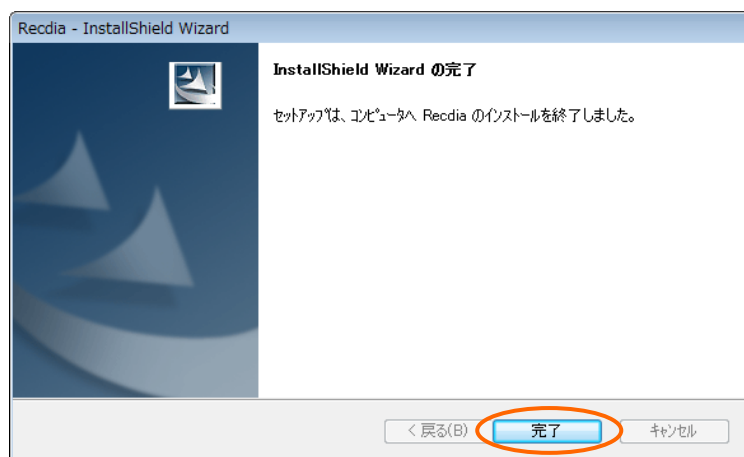 Recdia - InstallShield Wizard
InstallShield Wizard の完了
セットアップは、コンピュータへ Recdia のインストールを終了しました。
< 戻る(B)
完了
キャンセル